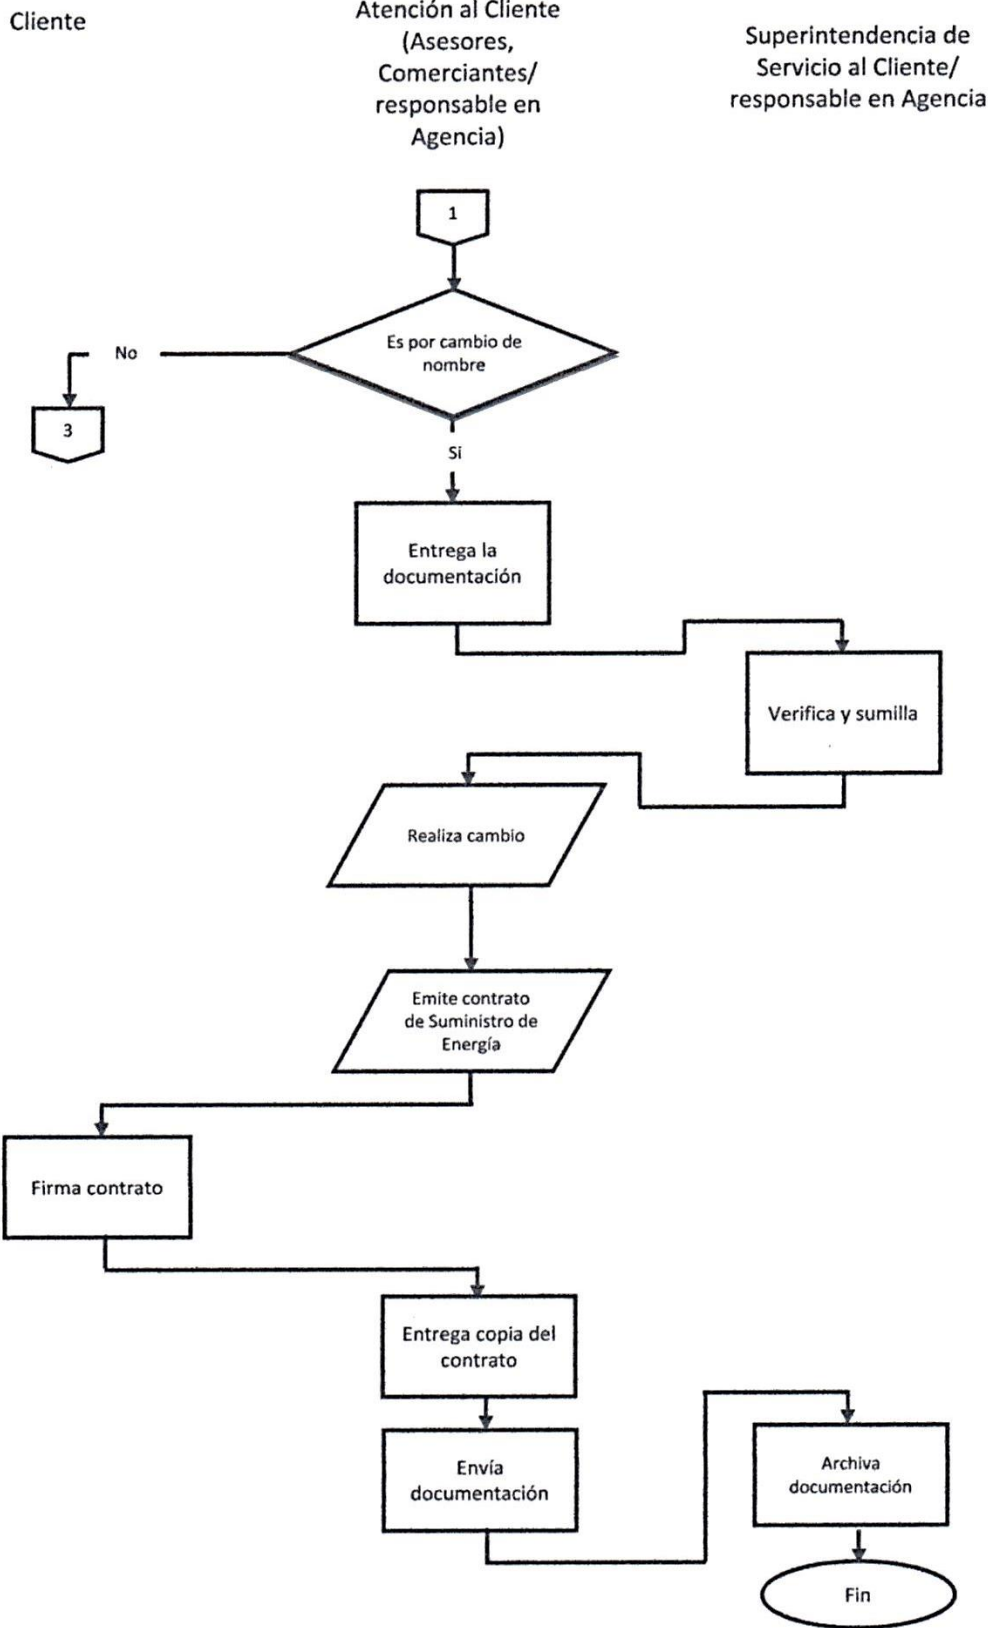 Cliente
Atención al Cliente
(Asesores,
Comerciantes/
responsable en
Agencia)
Superintendencia de
Servicio al Cliente/
responsable en Agencia
1
Es por cambio de
nombre
No
3
Si
Entrega la
documentación
Verifica y sumilla
Realiza cambio
Emite contrato
de Suministro de
Energía
Firma contrato
Entrega copia del
contrato
Envía
documentación
Archiva
documentación
Fin